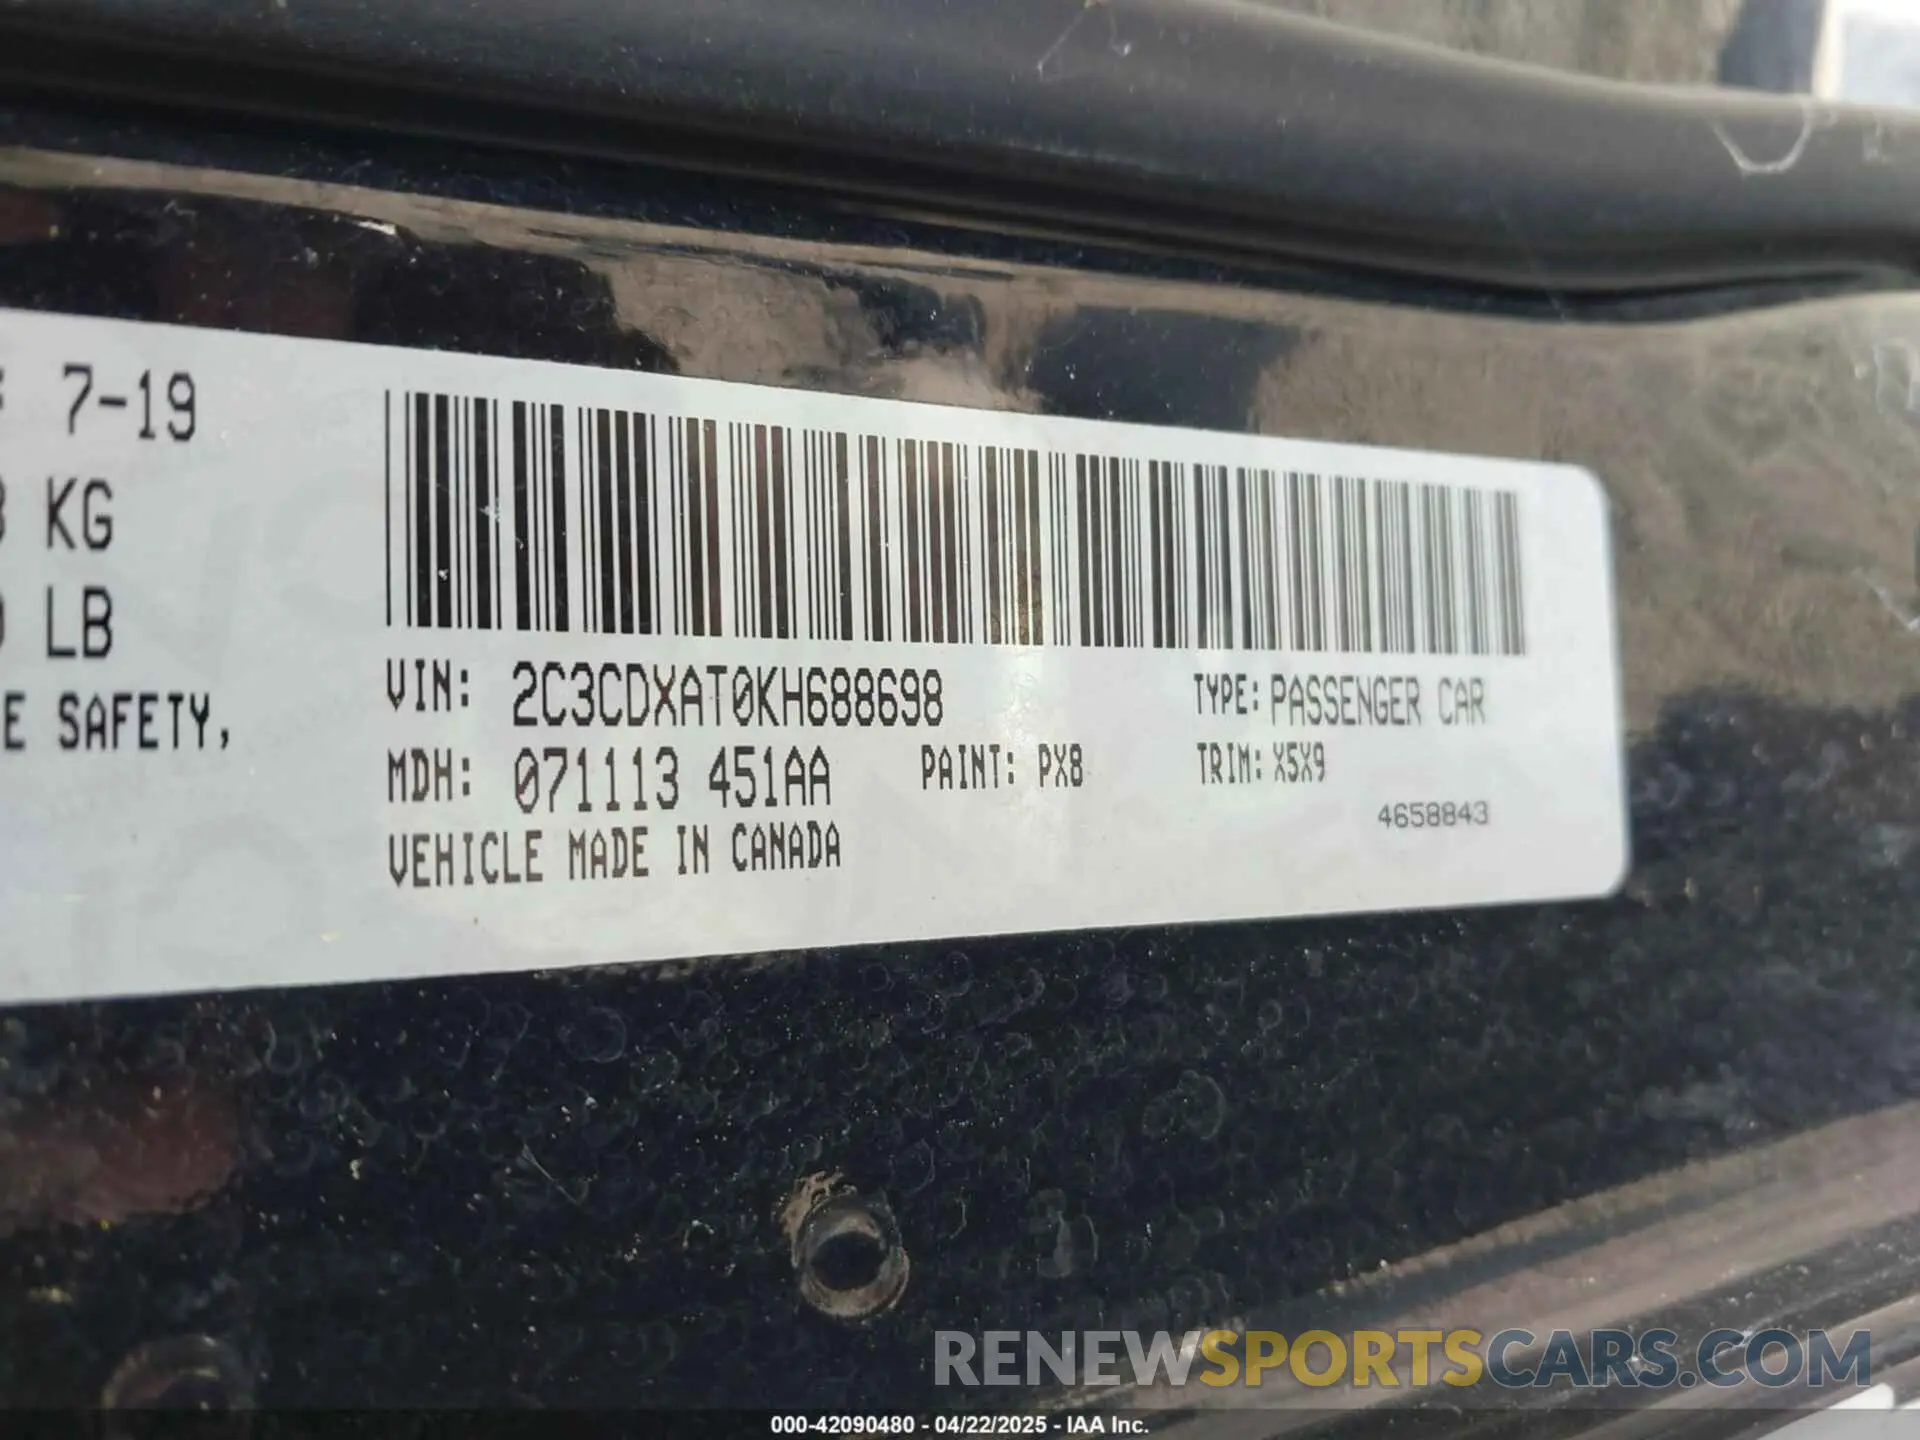 7-19
KG
LB
E SAFETY,
VIN: 2C3CDXAT0KH688698
TYPE: PASSENGER CAR
MDH: 071113 451AA
PAINT: PX8
TRIM: X5X9
4658843
VEHICLE MADE IN CANADA
RENEWSPORTSCARS.COM
000-42090480 - 04/22/2025 - IAA Inc.